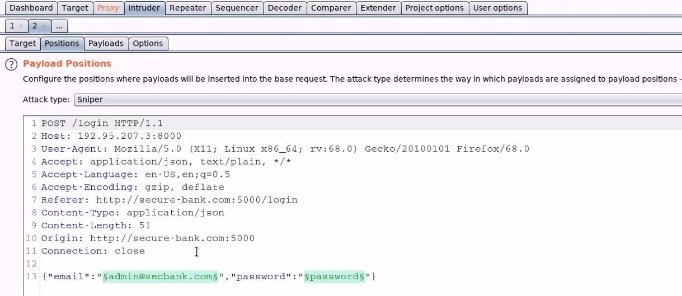 Dashboard Target Proxy Intruder Repeater Sequencer Decoder Comparer Extender Project options User options
1 × 2 × ...
Target Positions Payloads Options
? Payload Positions
Configure the positions where payloads will be inserted into the base request. The attack type determines the way in which payloads are assigned to payload positions -
Attack type: Sniper
1 POST /login HTTP/1.1
2 Host: 192.95.207.3:8000
3 User-Agent: Mozilla/5.0 (X11; Linux x86_64; rv:68.0) Gecko/20100101 Firefox/68.0
4 Accept: application/json, text/plain, */*
5 Accept-Language: en-US,en;q=0.5
6 Accept-Encoding: gzip, deflate
7 Referer: http://secure-bank.com:5000/login
8 Content-Type: application/json
9 Content-Length: 51
10 Origin: http://secure-bank.com:5000
11 Connection: close
12
13 {"email":"§admin@secbank.com§","password":"§password§"}